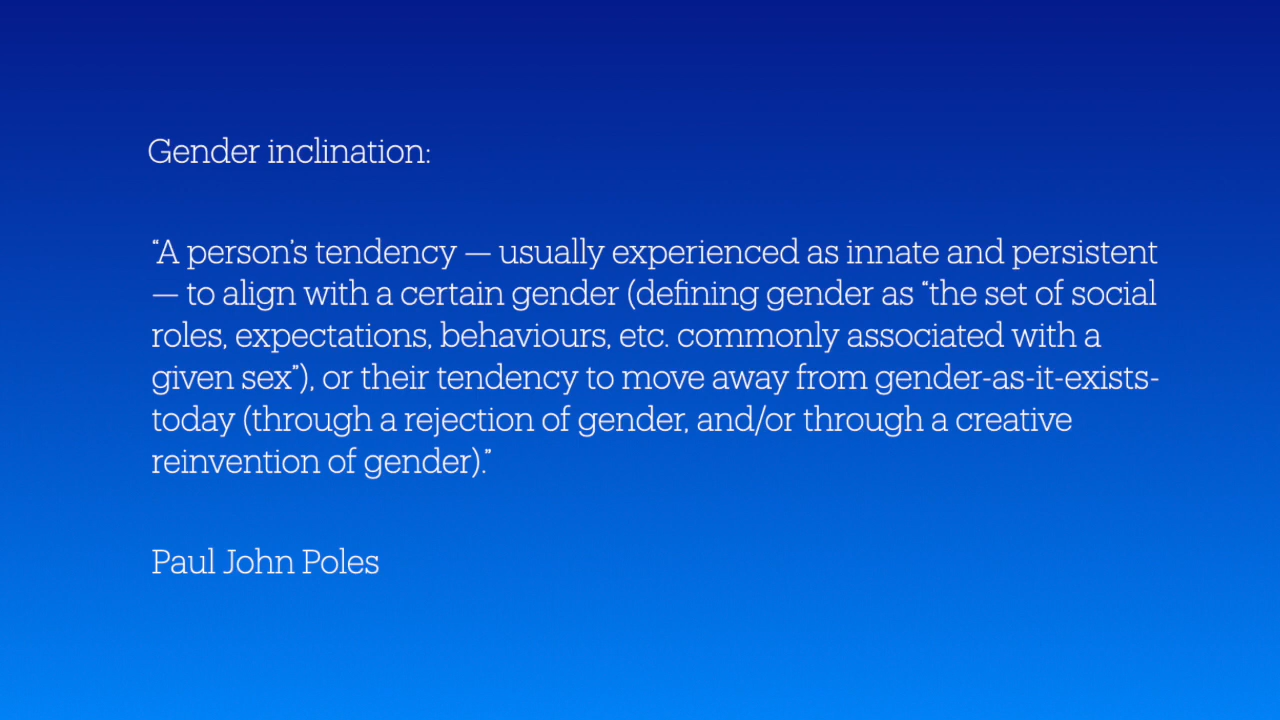 Gender inclination:
“A person’s tendency — usually experienced as innate and persistent
— to align with a certain gender (defining gender as “the set of social
roles, expectations, behaviours, etc. commonly associated with a
given sex”), or their tendency to move away from gender-as-it-exists-
today (through a rejection of gender, and/or through a creative
reinvention of gender).”
Paul John Poles